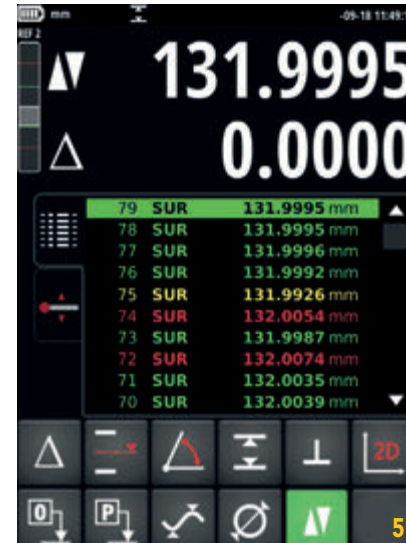 mm -09-18 11:49:1
REF 2
131.9995
Δ 0.0000
79 SUR 131.9995 mm
78 SUR 131.9995 mm
77 SUR 131.9996 mm
76 SUR 131.9992 mm
75 SUR 131.9926 mm
74 SUR 132.0054 mm
73 SUR 131.9987 mm
72 SUR 132.0074 mm
71 SUR 132.0035 mm
70 SUR 132.0039 mm
Δ 2D
0 P 5